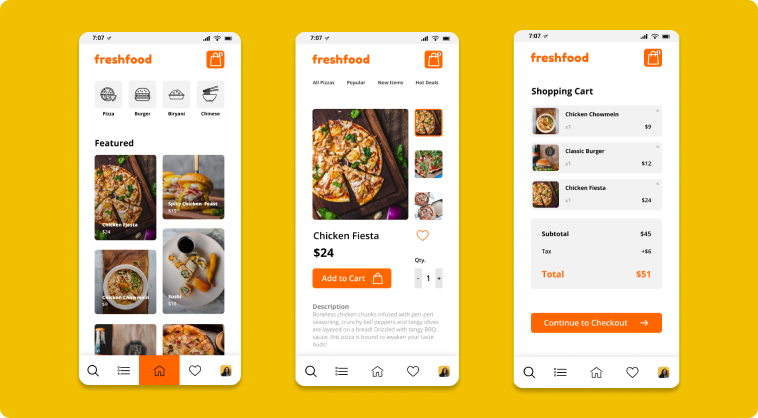 7:07
freshfood
Pizza
Burger
Biryani
Chinese
Featured
Chicken Fiesta
$24
Spicy Chicken Feast
$15
Chicken Chowmein
$9
Sushi
$10
7:07
freshfood
All Pizzas
Popular
New Items
Hot Deals
Chicken Fiesta
$24
Qty.
Add to Cart
- 1 +
Description
Boneless chicken chunks infused with peri-peri
seasoning, crunchy bell peppers and tangy olives
are layered on a bread! Drizzled with tangy BBQ
sauce, this pizza is bound to awaken your taste
buds!
7:07
freshfood
Shopping Cart
Chicken Chowmein
x1
$9
Classic Burger
x1
$12
Chicken Fiesta
x1
$24
Subtotal
$45
Tax
+$6
Total
$51
Continue to Checkout